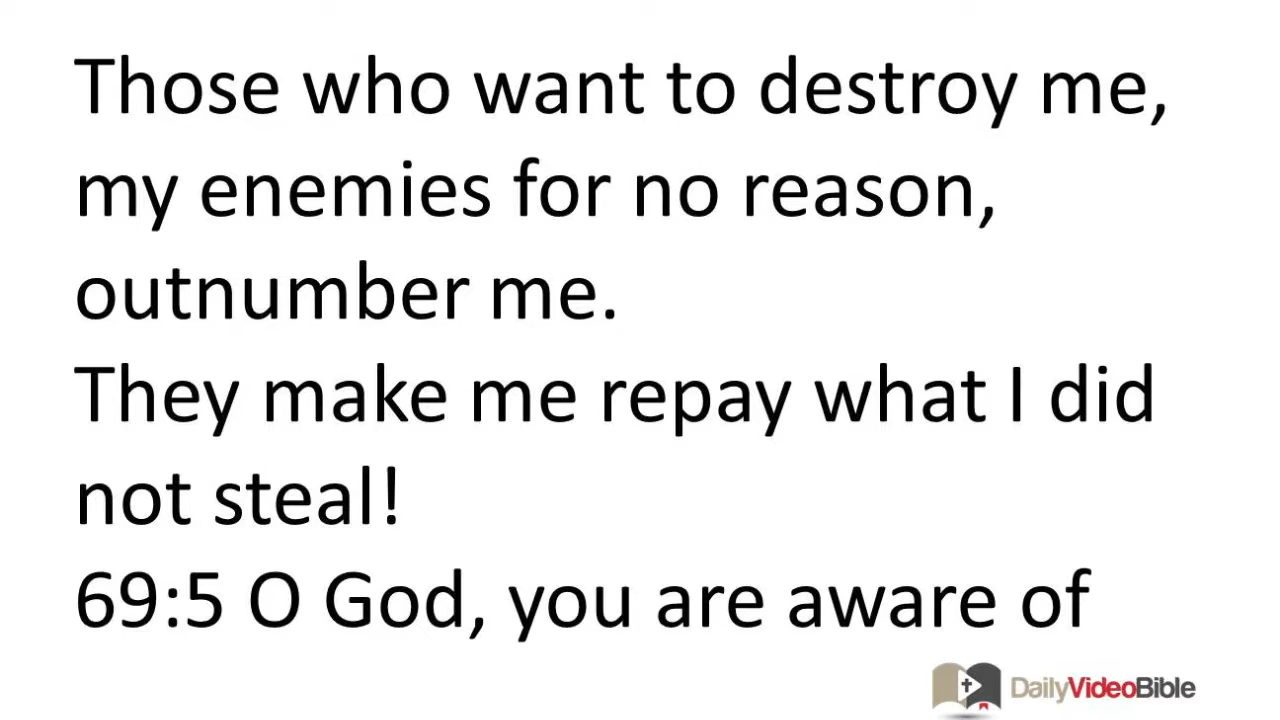 Those who want to destroy me,
my enemies for no reason,
outnumber me.
They make me repay what I did
not steal!
69:5 O God, you are aware of
DailyVideoBible